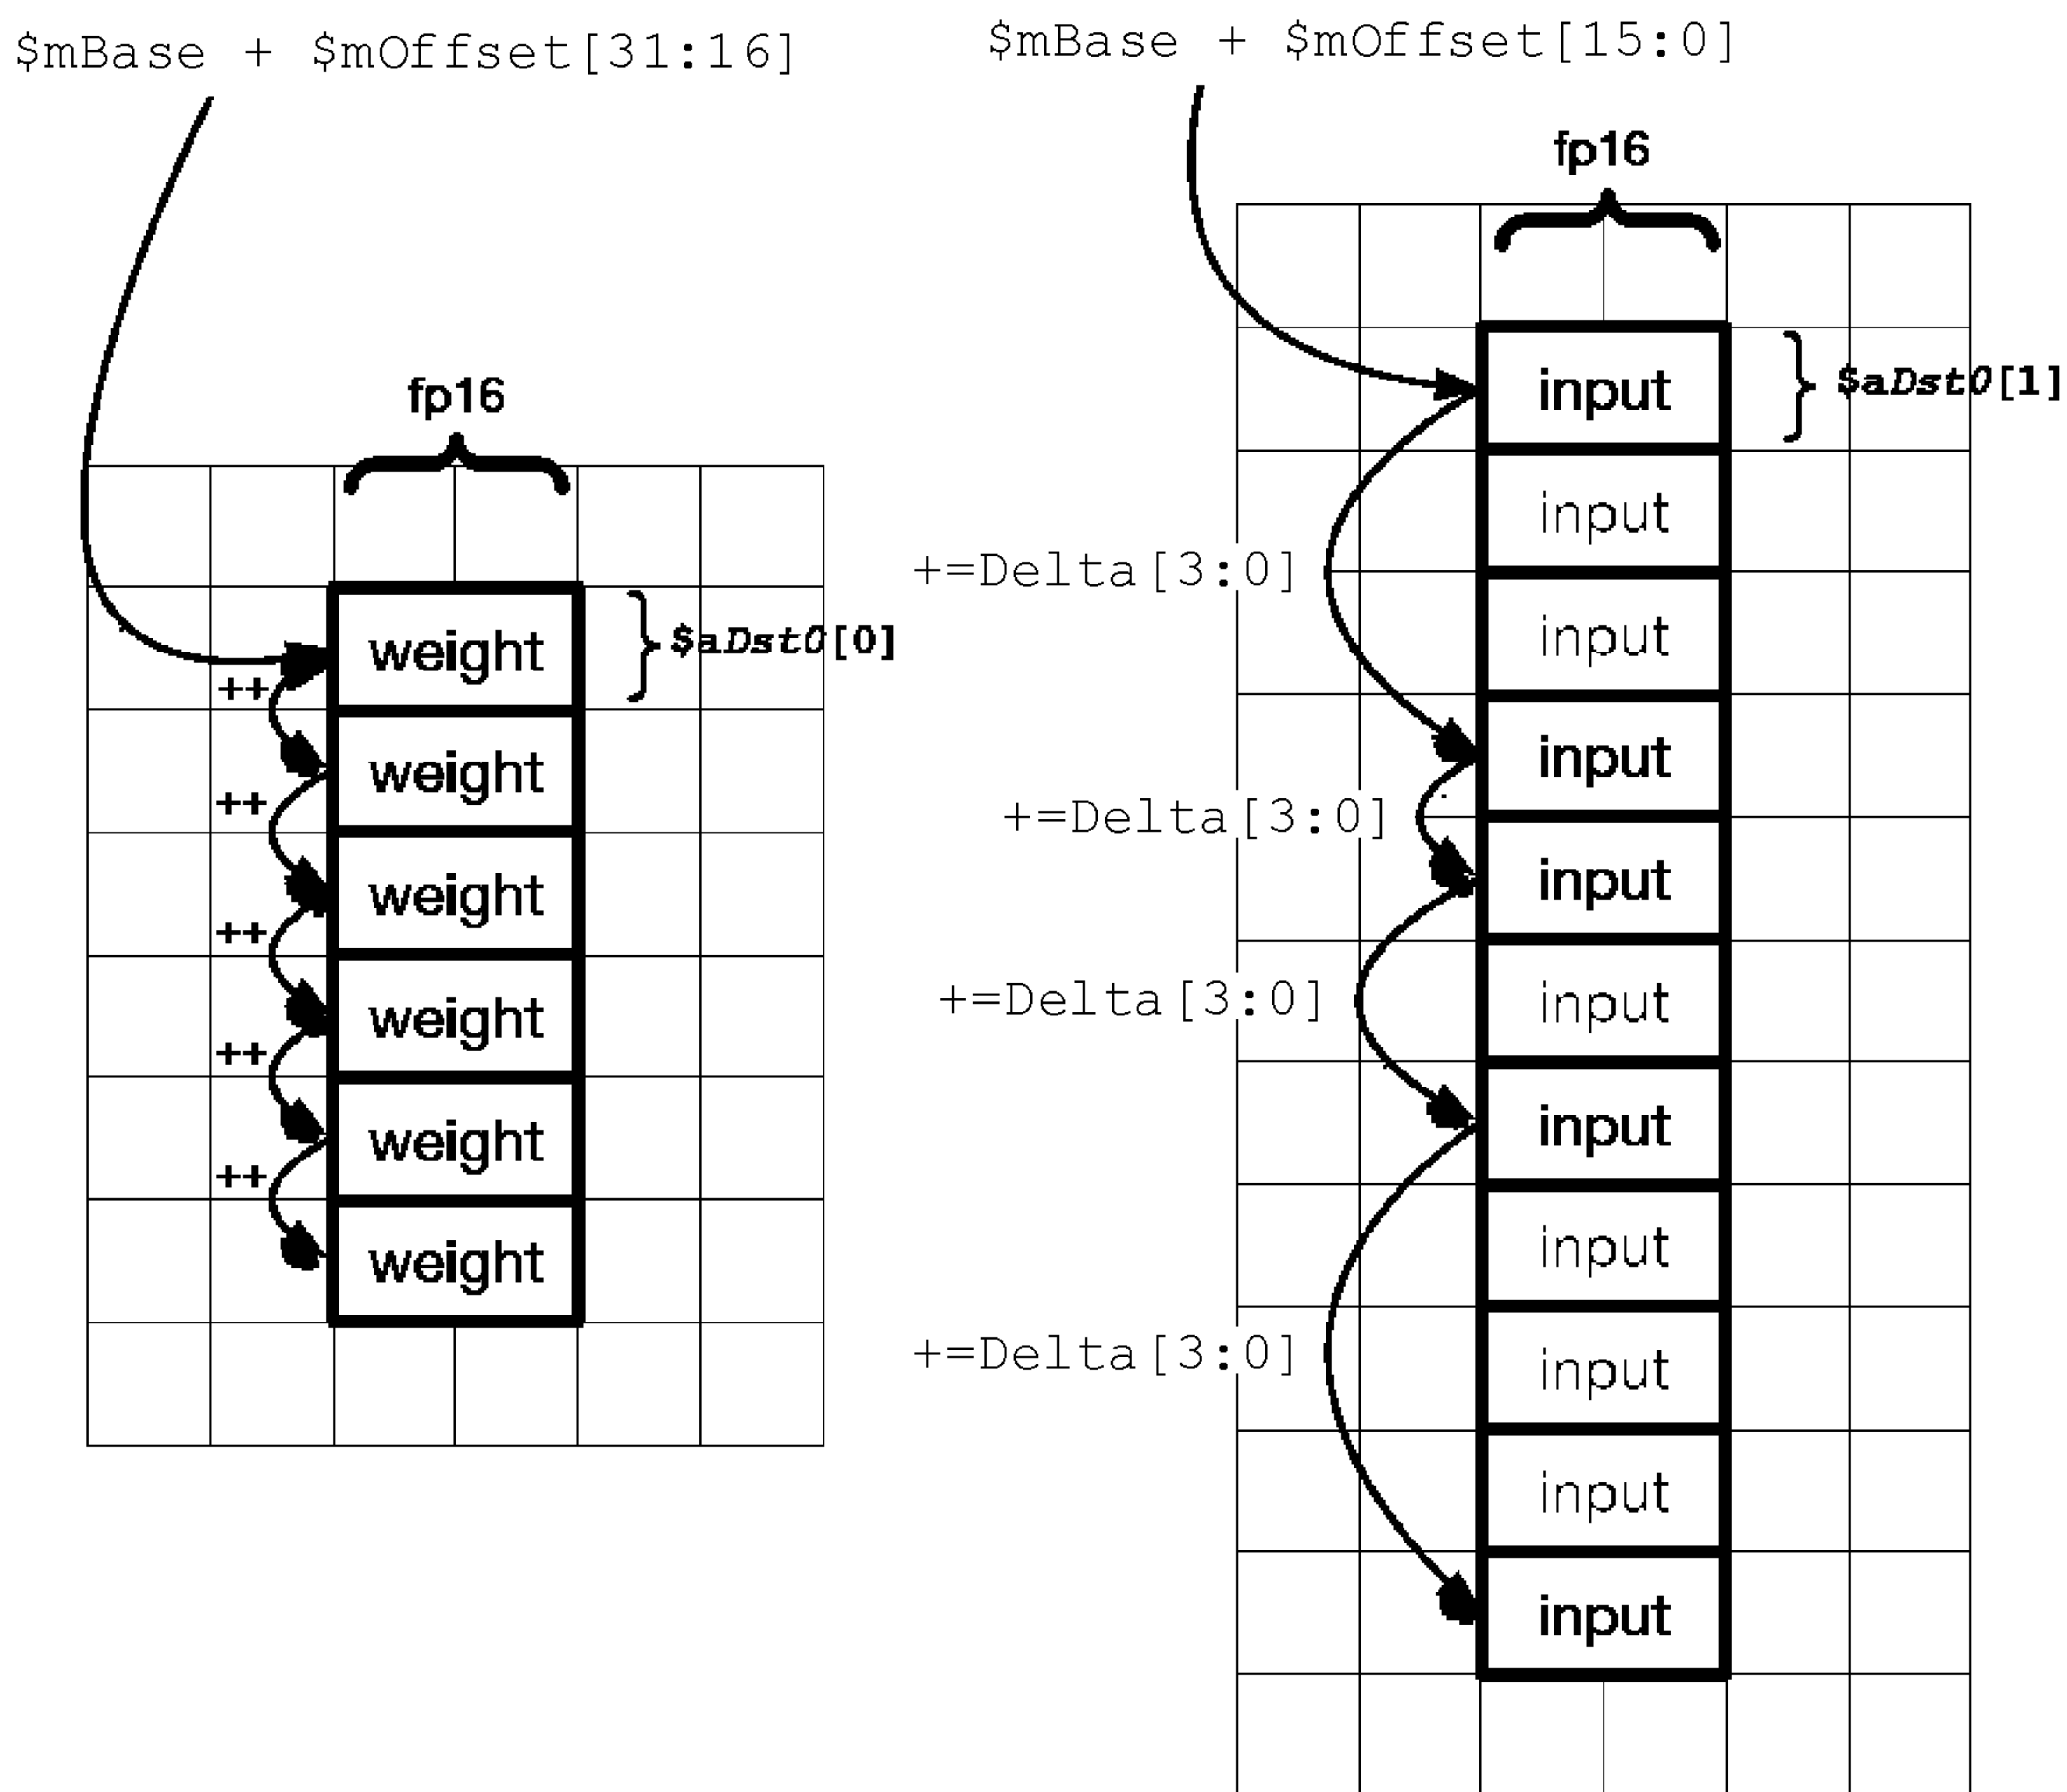 $mBase + $mOffset[31:16]
fp16
weight
$aDst0[0]
++
weight
++
weight
++
weight
++
weight
++
weight
$mBase + $mOffset[15:0]
fp16
input
$aDst0[1]
input
+=Delta[3:0]
input
input
+=Delta[3:0]
input
input
+=Delta[3:0]
input
input
input
+=Delta[3:0]
input
input